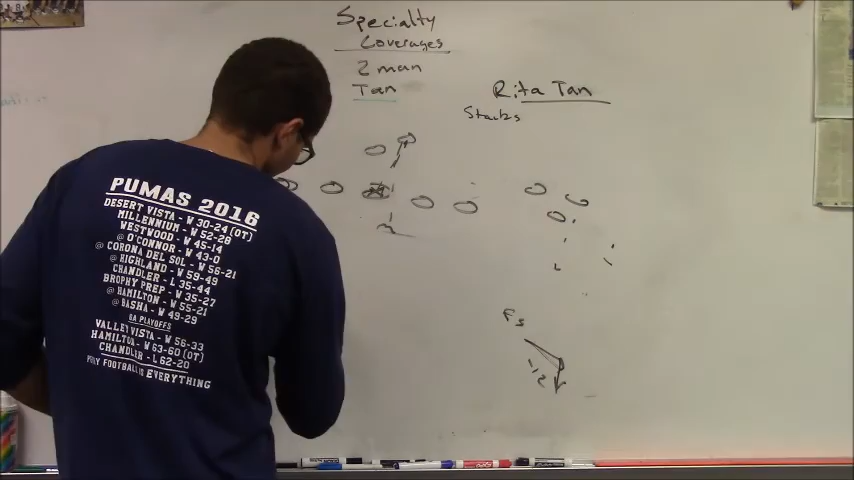 Specialty
Coverages
2 man
Tan
Rita Tan
Stacks
FS
1/2
PUMAS 2016
DESERT VISTA - W 30-24 (OT)
MILLENNIUM - W 52-28
WESTWOOD - W 45-14
@ O'CONNOR - W 43-0
@ CORONA DEL SOL - W 56-21
@ HIGHLAND - W 59-49
CHANDLER - L 35-44
BROPHY PREP - W 35-27
@ HAMILTON - W 55-21
@ BASHA - W 49-29
6A PLAYOFFS
VALLEY VISTA - W 56-33
HAMILTON - W 63-60 (OT)
CHANDLER - L 62-20
POLY FOOTBALL IS EVERYTHING